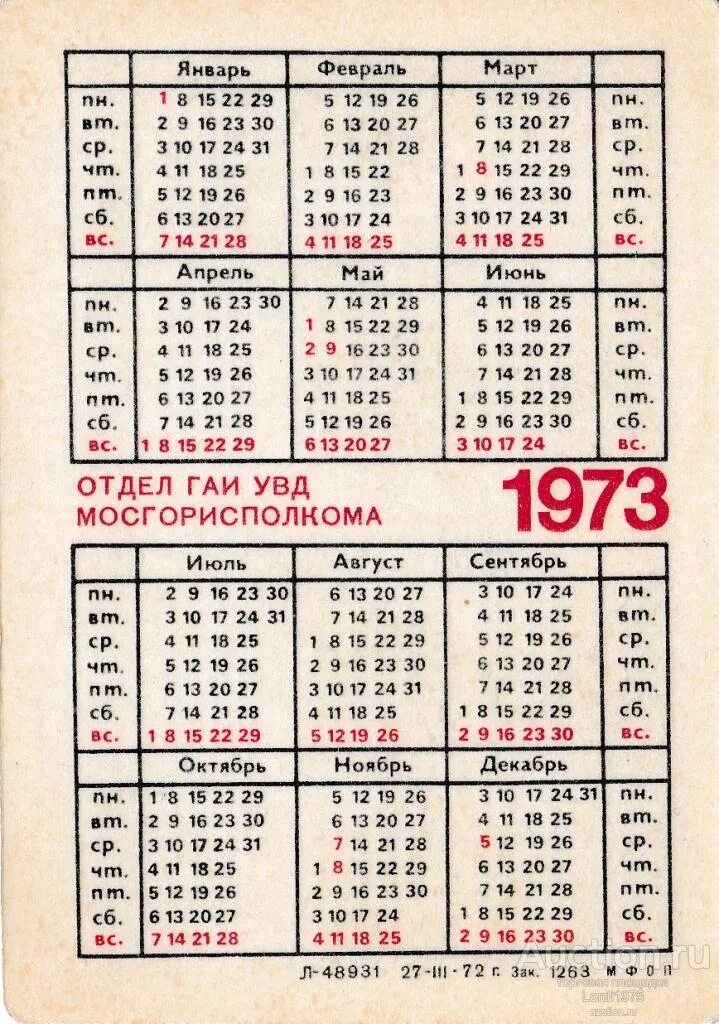 Январь Февраль Март
пн. 1 8 15 22 29 5 12 19 26 5 12 19 26 пн.
вт. 2 9 16 23 30 6 13 20 27 6 13 20 27 вт.
ср. 3 10 17 24 31 7 14 21 28 7 14 21 28 ср.
чт. 4 11 18 25 1 8 15 22 1 8 15 22 29 чт.
пт. 5 12 19 26 2 9 16 23 2 9 16 23 30 пт.
сб. 6 13 20 27 3 10 17 24 3 10 17 24 31 сб.
вс. 7 14 21 28 4 11 18 25 4 11 18 25 вс.
Апрель Май Июнь
пн. 2 9 16 23 30 7 14 21 28 4 11 18 25 пн.
вт. 3 10 17 24 1 8 15 22 29 5 12 19 26 вт.
ср. 4 11 18 25 2 9 16 23 30 6 13 20 27 ср.
чт. 5 12 19 26 3 10 17 24 31 7 14 21 28 чт.
пт. 6 13 20 27 4 11 18 25 1 8 15 22 29 пт.
сб. 7 14 21 28 5 12 19 26 2 9 16 23 30 сб.
вс. 1 8 15 22 29 6 13 20 27 3 10 17 24 вс.
ОТДЕЛ ГАИ УВД
МОСГОРИСПОЛКОМА
1973
Июль Август Сентябрь
пн. 2 9 16 23 30 6 13 20 27 3 10 17 24 пн.
вт. 3 10 17 24 31 7 14 21 28 4 11 18 25 вт.
ср. 4 11 18 25 1 8 15 22 29 5 12 19 26 ср.
чт. 5 12 19 26 2 9 16 23 30 6 13 20 27 чт.
пт. 6 13 20 27 3 10 17 24 31 7 14 21 28 пт.
сб. 7 14 21 28 4 11 18 25 1 8 15 22 29 сб.
вс. 1 8 15 22 29 5 12 19 26 2 9 16 23 30 вс.
Октябрь Ноябрь Декабрь
пн. 1 8 15 22 29 5 12 19 26 3 10 17 24 31 пн.
вт. 2 9 16 23 30 6 13 20 27 4 11 18 25 вт.
ср. 3 10 17 24 31 7 14 21 28 5 12 19 26 ср.
чт. 4 11 18 25 1 8 15 22 29 6 13 20 27 чт.
пт. 5 12 19 26 2 9 16 23 30 7 14 21 28 пт.
сб. 6 13 20 27 3 10 17 24 1 8 15 22 29 сб.
вс. 7 14 21 28 4 11 18 25 2 9 16 23 30 вс.
Л-48931 27-III-72 г. Зак. 1263 МФОП
Auction.ru
торговая площадка
Lordi1975
auction.ru